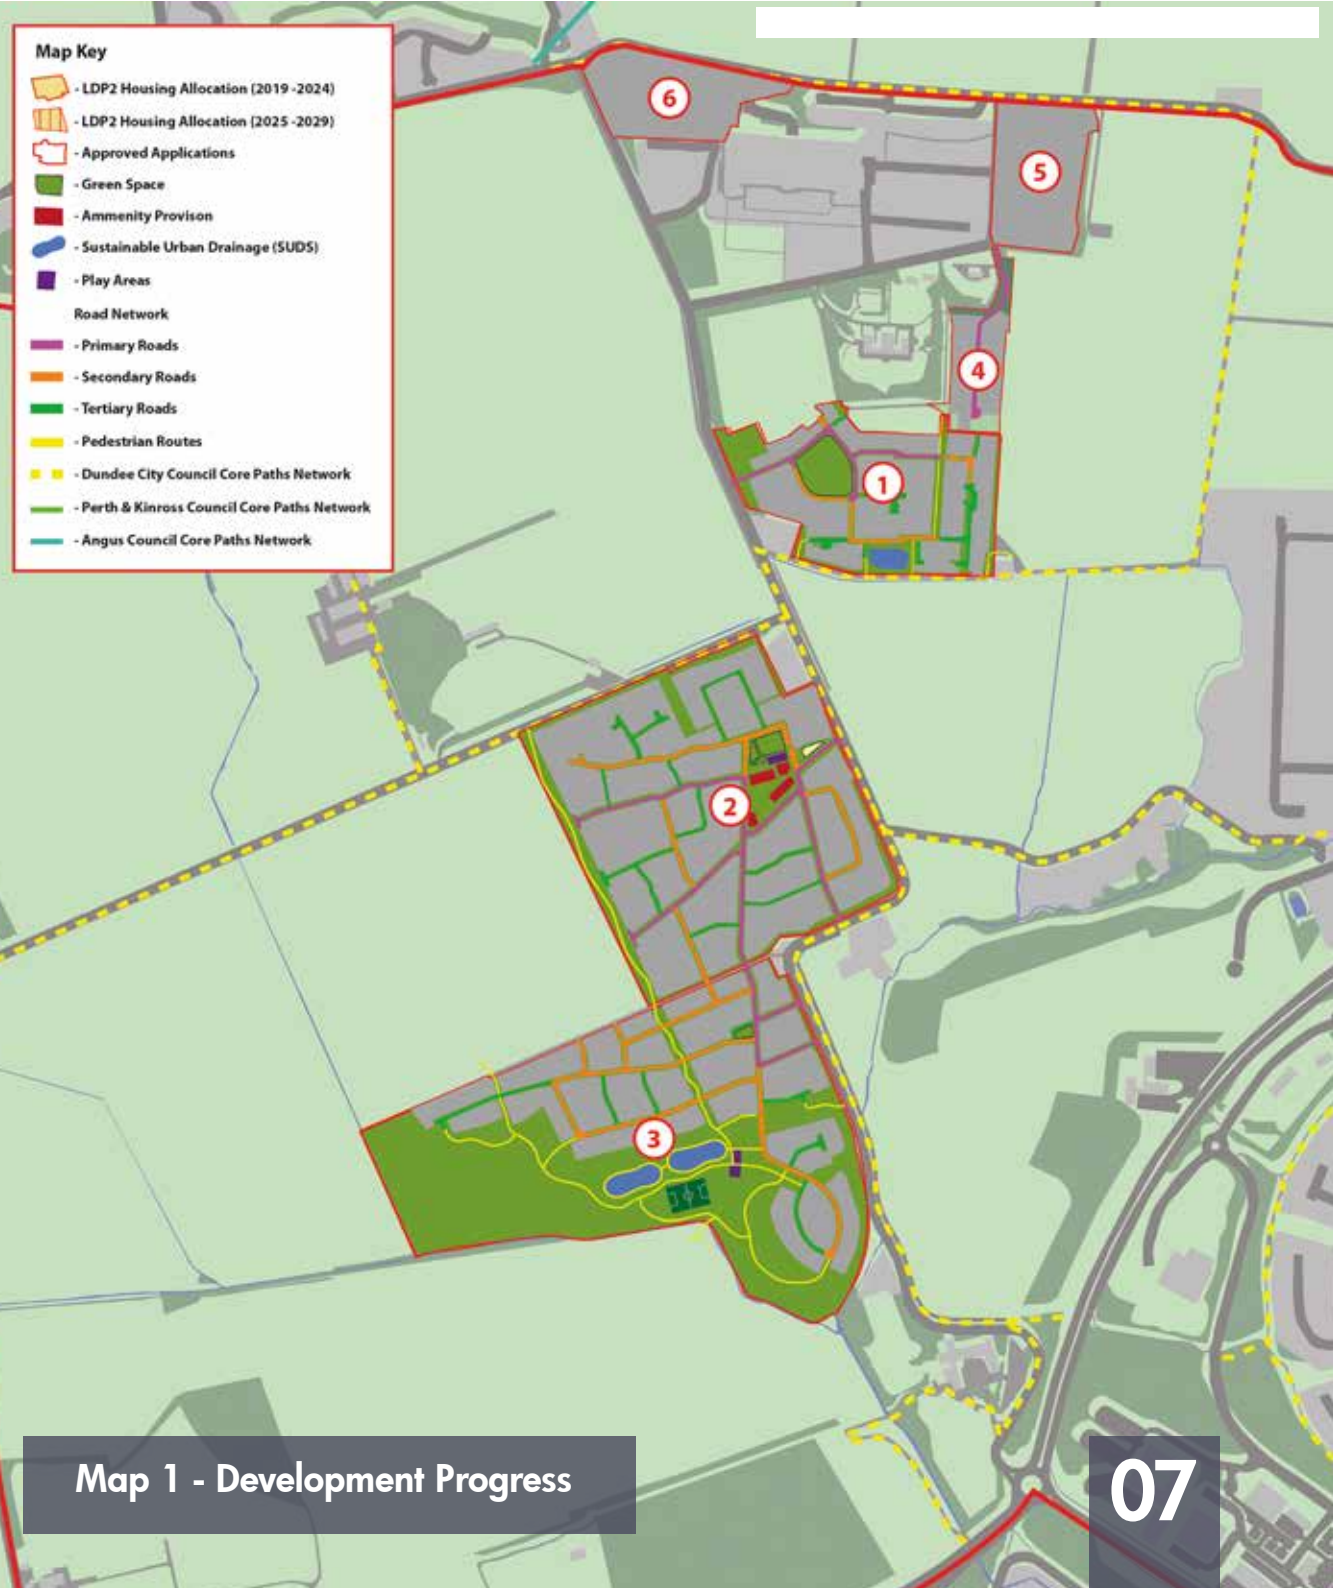 Map Key
- LDP2 Housing Allocation (2019 -2024)
- LDP2 Housing Allocation (2025 -2029)
- Approved Applications
- Green Space
- Ammenity Provison
- Sustainable Urban Drainage (SUDS)
- Play Areas
Road Network
- Primary Roads
- Secondary Roads
- Tertiary Roads
- Pedestrian Routes
- Dundee City Council Core Paths Network
- Perth & Kinross Council Core Paths Network
- Angus Council Core Paths Network
6
5
4
1
2
3
Map 1 - Development Progress
07